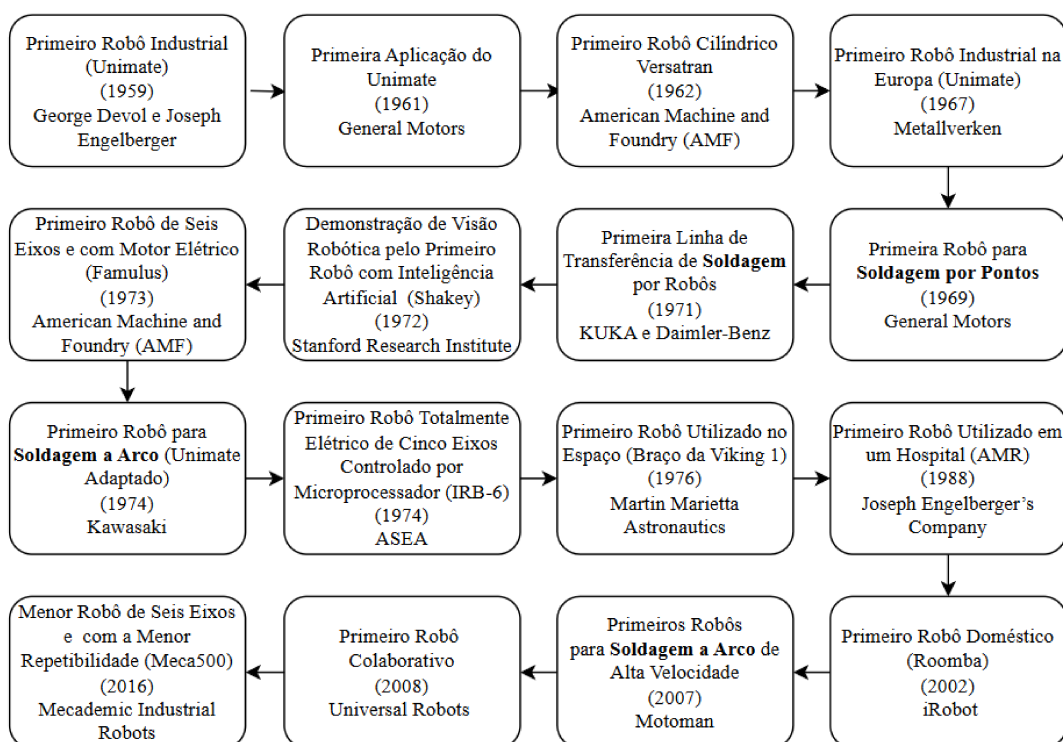 Primeiro Robô Industrial
(Unimate)
(1959)
George Devol e Joseph
Engelberger
Primeira Aplicação do
Unimate
(1961)
General Motors
Primeiro Robô Cilíndrico
Versatran
(1962)
American Machine and
Foundry (AMF)
Primeiro Robô Industrial na
Europa (Unimate)
(1967)
Metallverken
Primeira Robô para
Soldagem por Pontos
(1969)
General Motors
Primeira Linha de
Transferência de Soldagem
por Robôs
(1971)
KUKA e Daimler-Benz
Demonstração de Visão
Robótica pelo Primeiro
Robô com Inteligência
Artificial (Shakey)
(1972)
Stanford Research Institute
Primeiro Robô de Seis
Eixos e com Motor Elétrico
(Famulus)
(1973)
American Machine and
Foundry (AMF)
Primeiro Robô para
Soldagem a Arco (Unimate
Adaptado)
(1974)
Kawasaki
Primeiro Robô Totalmente
Elétrico de Cinco Eixos
Controlado por
Microprocessador (IRB-6)
(1974)
ASEA
Primeiro Robô Utilizado no
Espaço (Braço da Viking 1)
(1976)
Martin Marietta
Astronautics
Primeiro Robô Utilizado em
um Hospital (AMR)
(1988)
Joseph Engelberger’s
Company
Primeiro Robô Doméstico
(Roomba)
(2002)
iRobot
Primeiros Robôs
para Soldagem a Arco de
Alta Velocidade
(2007)
Motoman
Primeiro Robô
Colaborativo
(2008)
Universal Robots
Menor Robô de Seis Eixos
e com a Menor
Repetibilidade (Meca500)
(2016)
Mecademic Industrial
Robots